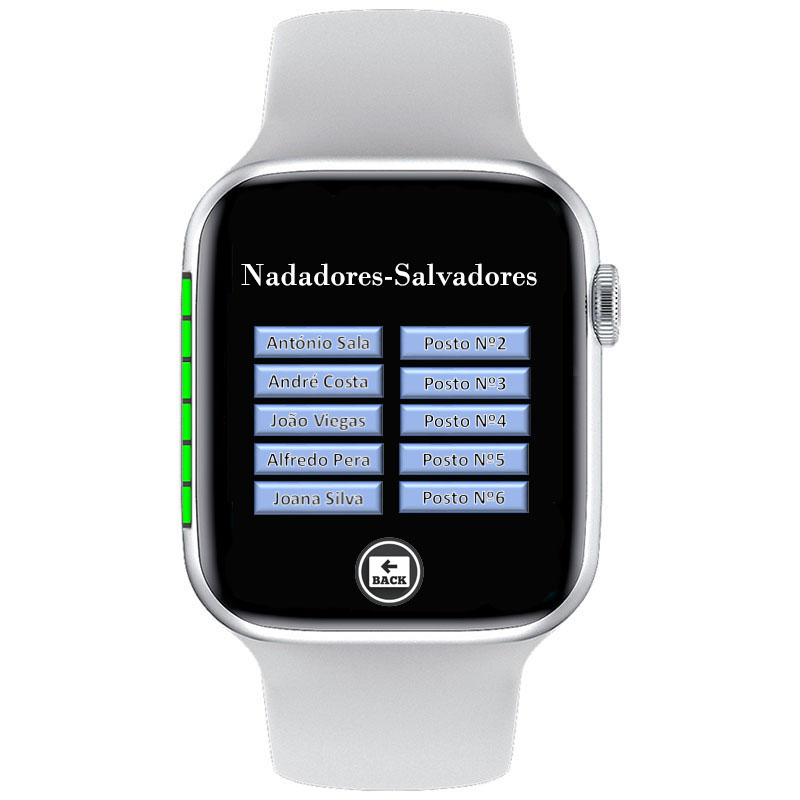 Nadadores-Salvadores
António Sala Posto Nº2
André Costa Posto Nº3
João Viegas Posto Nº4
Alfredo Pera Posto Nº5
Joana Silva Posto Nº6
BACK